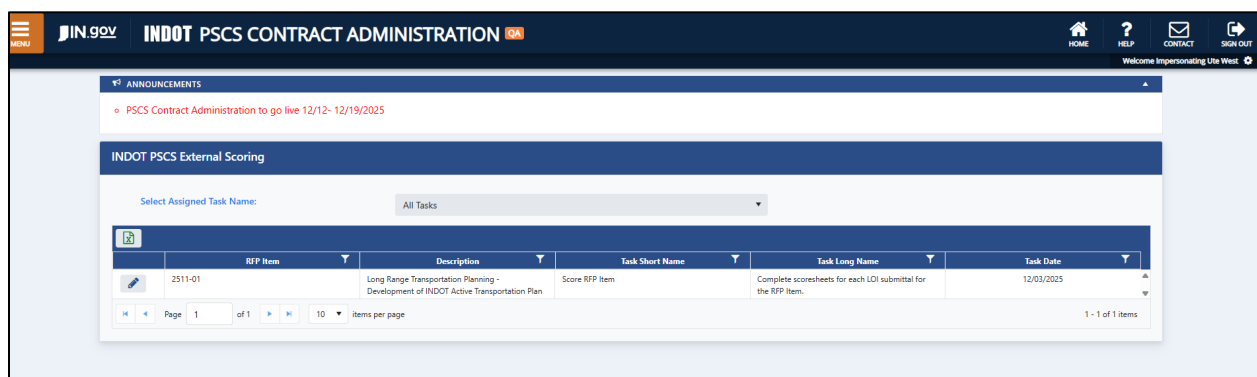 MENU
IN.gov
INDOT PSCS CONTRACT ADMINISTRATION QA
HOME
HELP
CONTACT
SIGN OUT
Welcome Impersonating Ute West
ANNOUNCEMENTS
PSCS Contract Administration to go live 12/12- 12/19/2025
INDOT PSCS External Scoring
Select Assigned Task Name:
All Tasks
RFP Item
Description
Task Short Name
Task Long Name
Task Date
2511-01
Long Range Transportation Planning -
Development of INDOT Active Transportation Plan
Score RFP Item
Complete scoresheets for each LOI submittal for
the RFP Item.
12/03/2025
Page 1 of 1
10 items per page
1 - 1 of 1 items